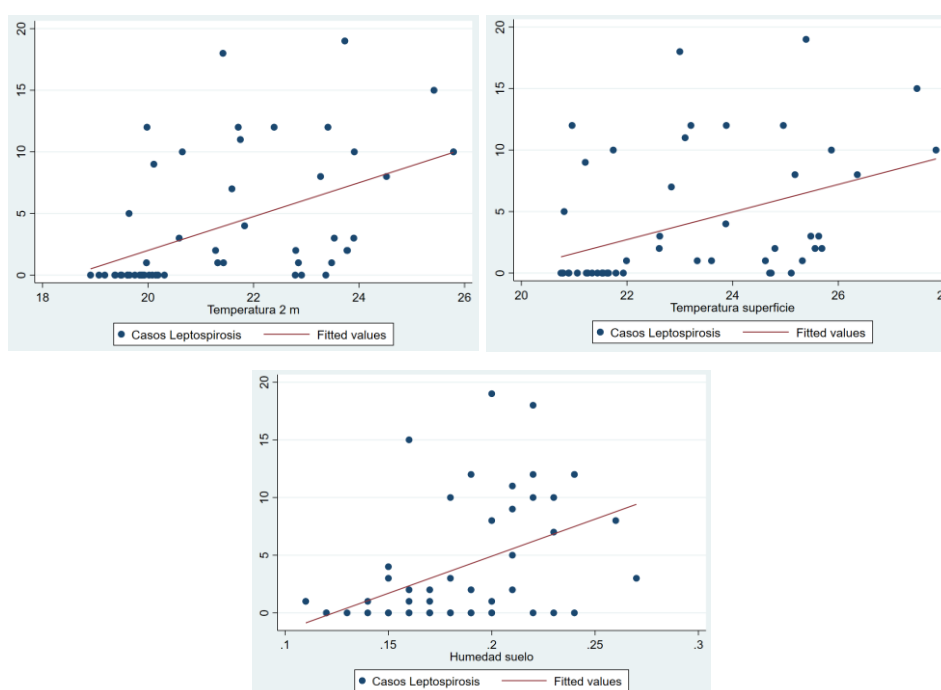 20
15
10
5
0
18 20 22 24 26
Temperatura 2 m
Casos Leptospirosis Fitted values
20
15
10
5
0
20 22 24 26
Temperatura superficie
Casos Leptospirosis Fitted values
20
15
10
5
0
.1 .15 .2 .25 .3
Humedad suelo
Casos Leptospirosis Fitted values